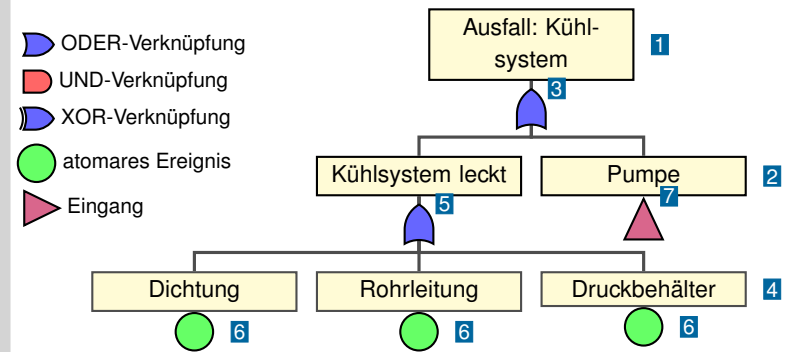 ODER-Verknüpfung
UND-Verknüpfung
XOR-Verknüpfung
atomares Ereignis
Eingang
Ausfall: Kühl-
system
1
3
Kühlsystem leckt
Pumpe
2
5
7
Dichtung
Rohrleitung
Druckbehälter
4
6
6
6